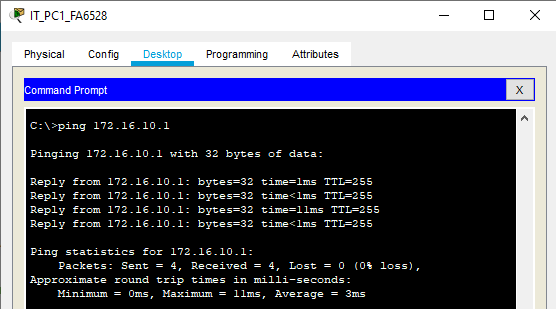 IT_PC1_FA6528
Physical Config Desktop Programming Attributes
Command Prompt X
C:\>ping 172.16.10.1
Pinging 172.16.10.1 with 32 bytes of data:
Reply from 172.16.10.1: bytes=32 time=1ms TTL=255
Reply from 172.16.10.1: bytes=32 time<1ms TTL=255
Reply from 172.16.10.1: bytes=32 time=11ms TTL=255
Reply from 172.16.10.1: bytes=32 time<1ms TTL=255
Ping statistics for 172.16.10.1:
Packets: Sent = 4, Received = 4, Lost = 0 (0% loss),
Approximate round trip times in milli-seconds:
Minimum = 0ms, Maximum = 11ms, Average = 3ms